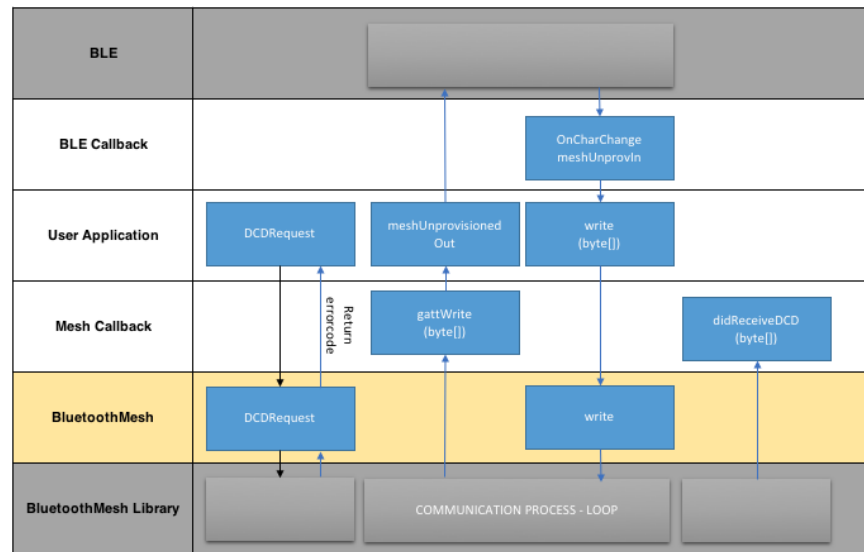 BLE
BLE Callback
OnCharChange
meshUnprovIn
User Application
DCDRequest
meshUnprovisioned
Out
write
(byte[])
Mesh Callback
Return
errorcode
gattWrite
(byte[])
didReceiveDCD
(byte[])
BluetoothMesh
DCDRequest
write
BluetoothMesh Library
COMMUNICATION PROCESS - LOOP